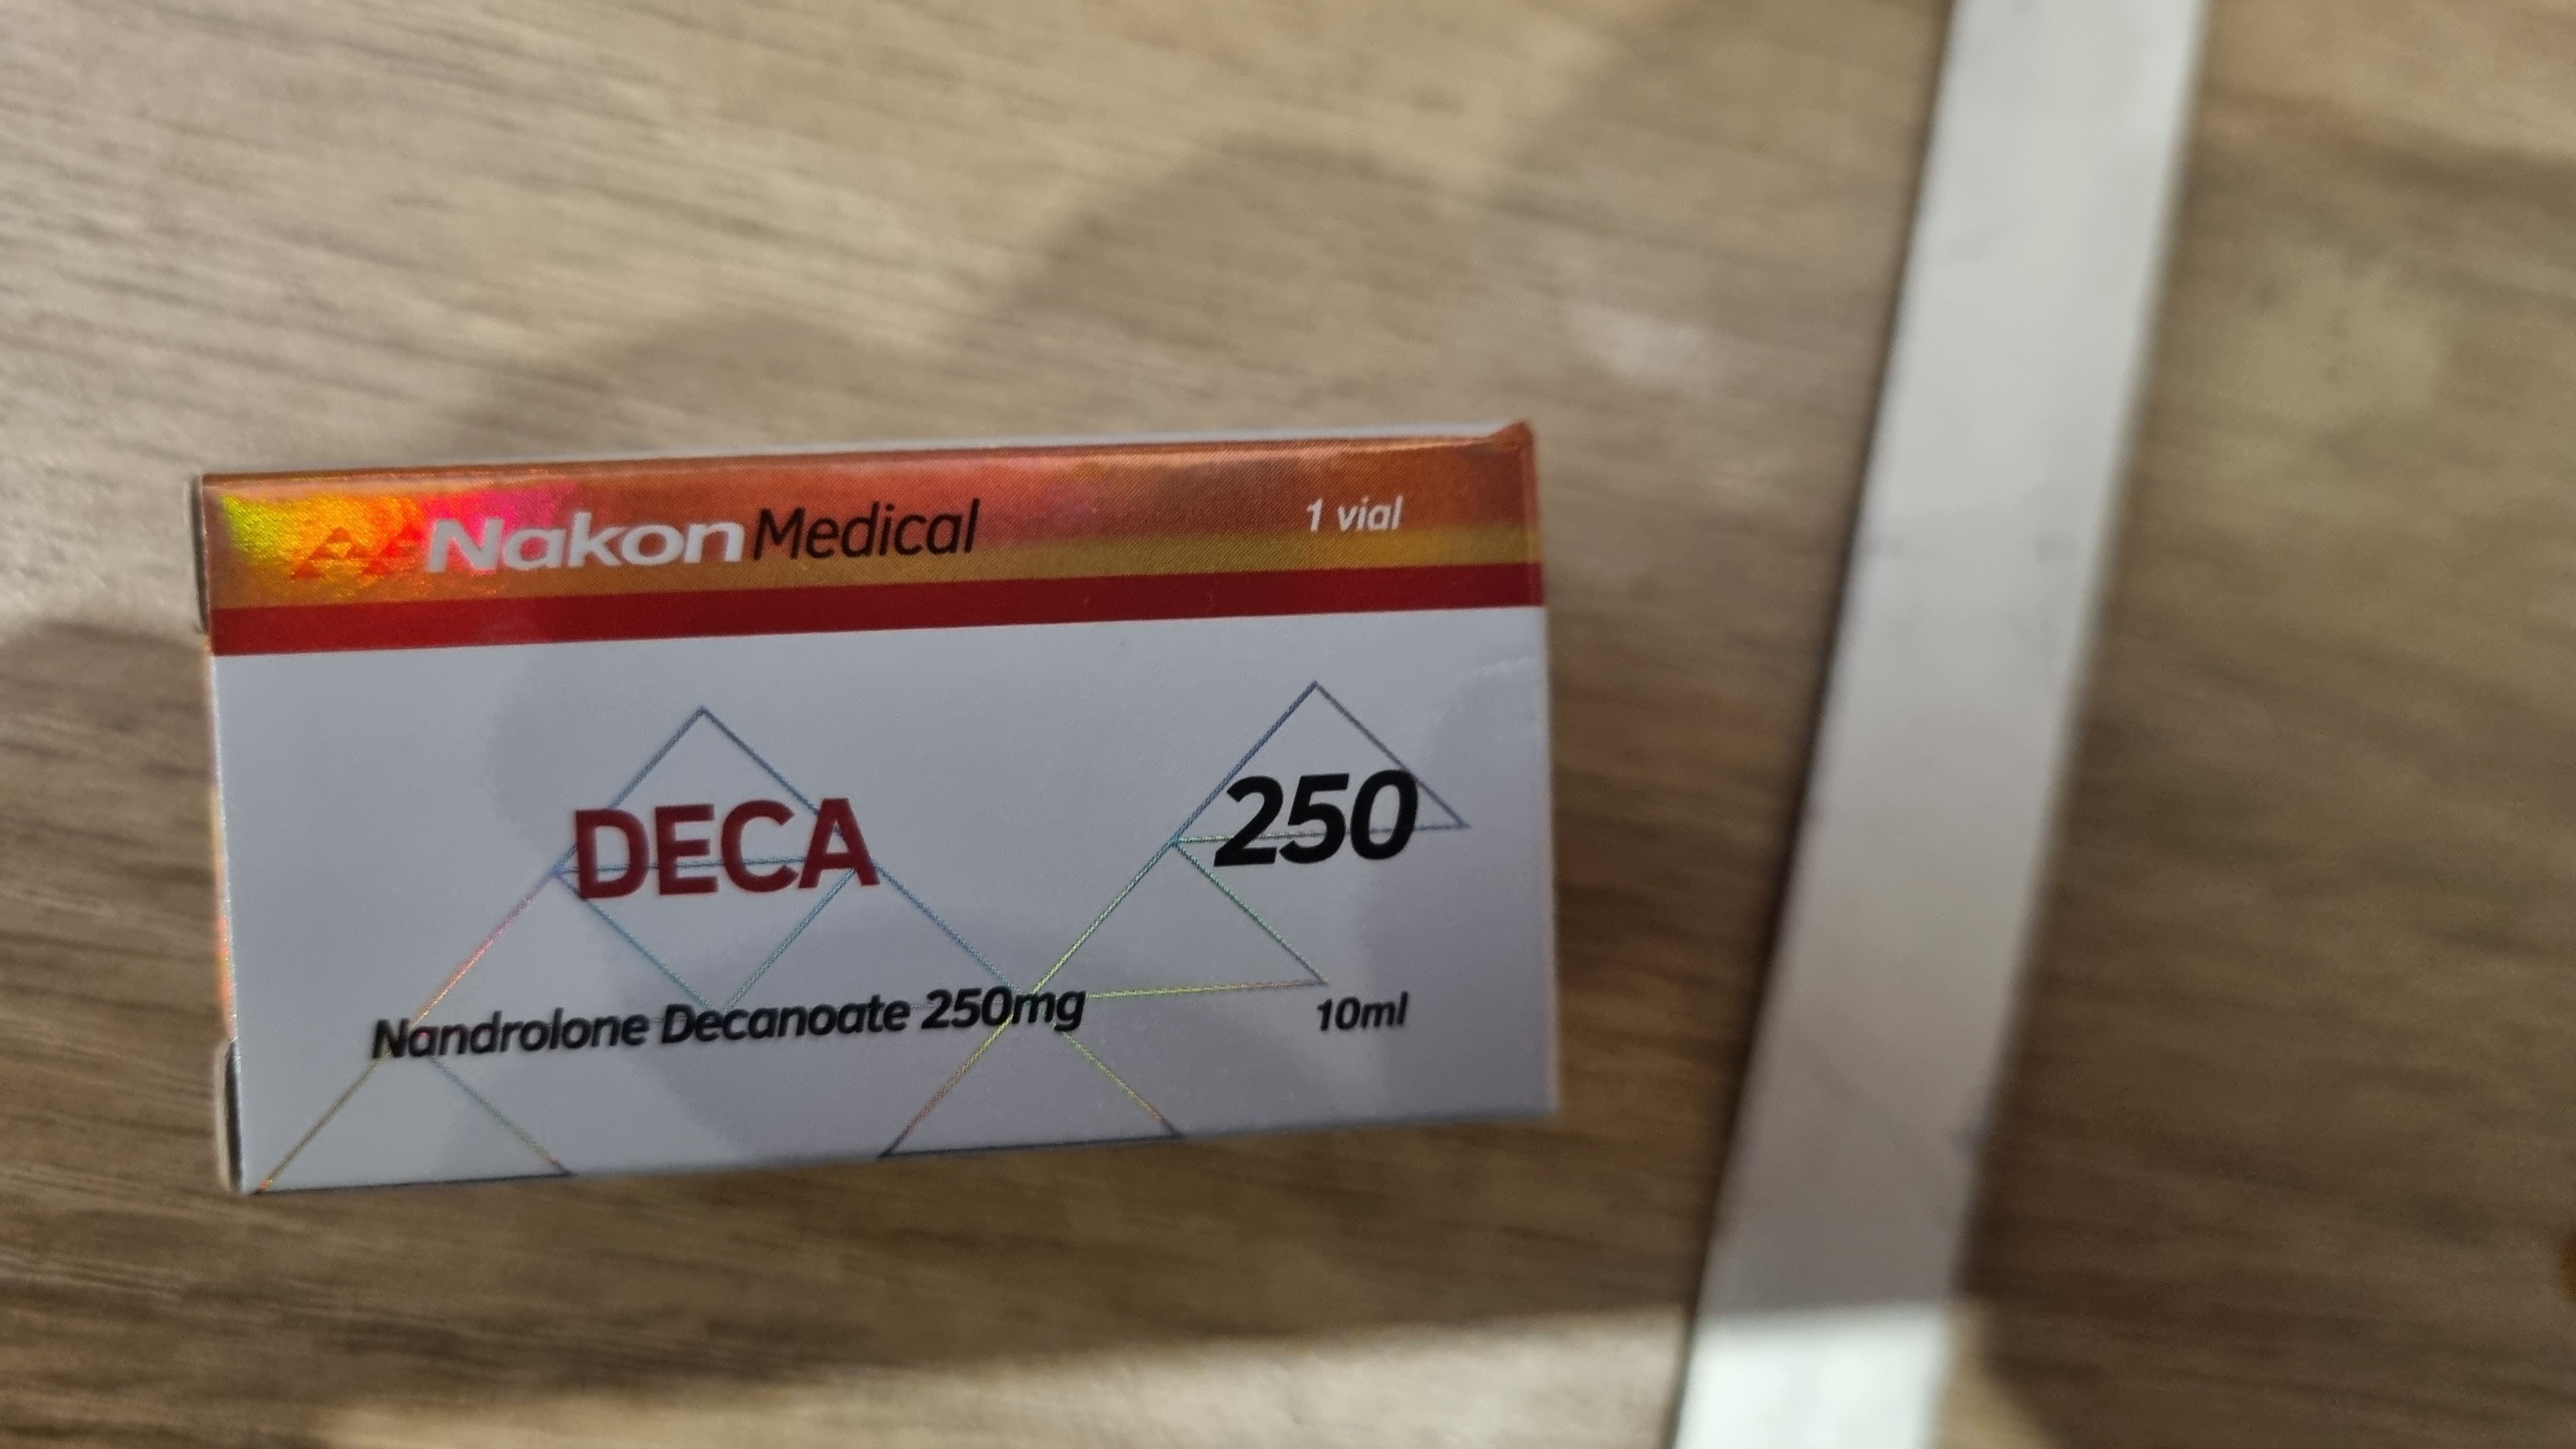 Nakon Medical
1 vial
DECA
250
Nandrolone Decanoate 250mg
10ml